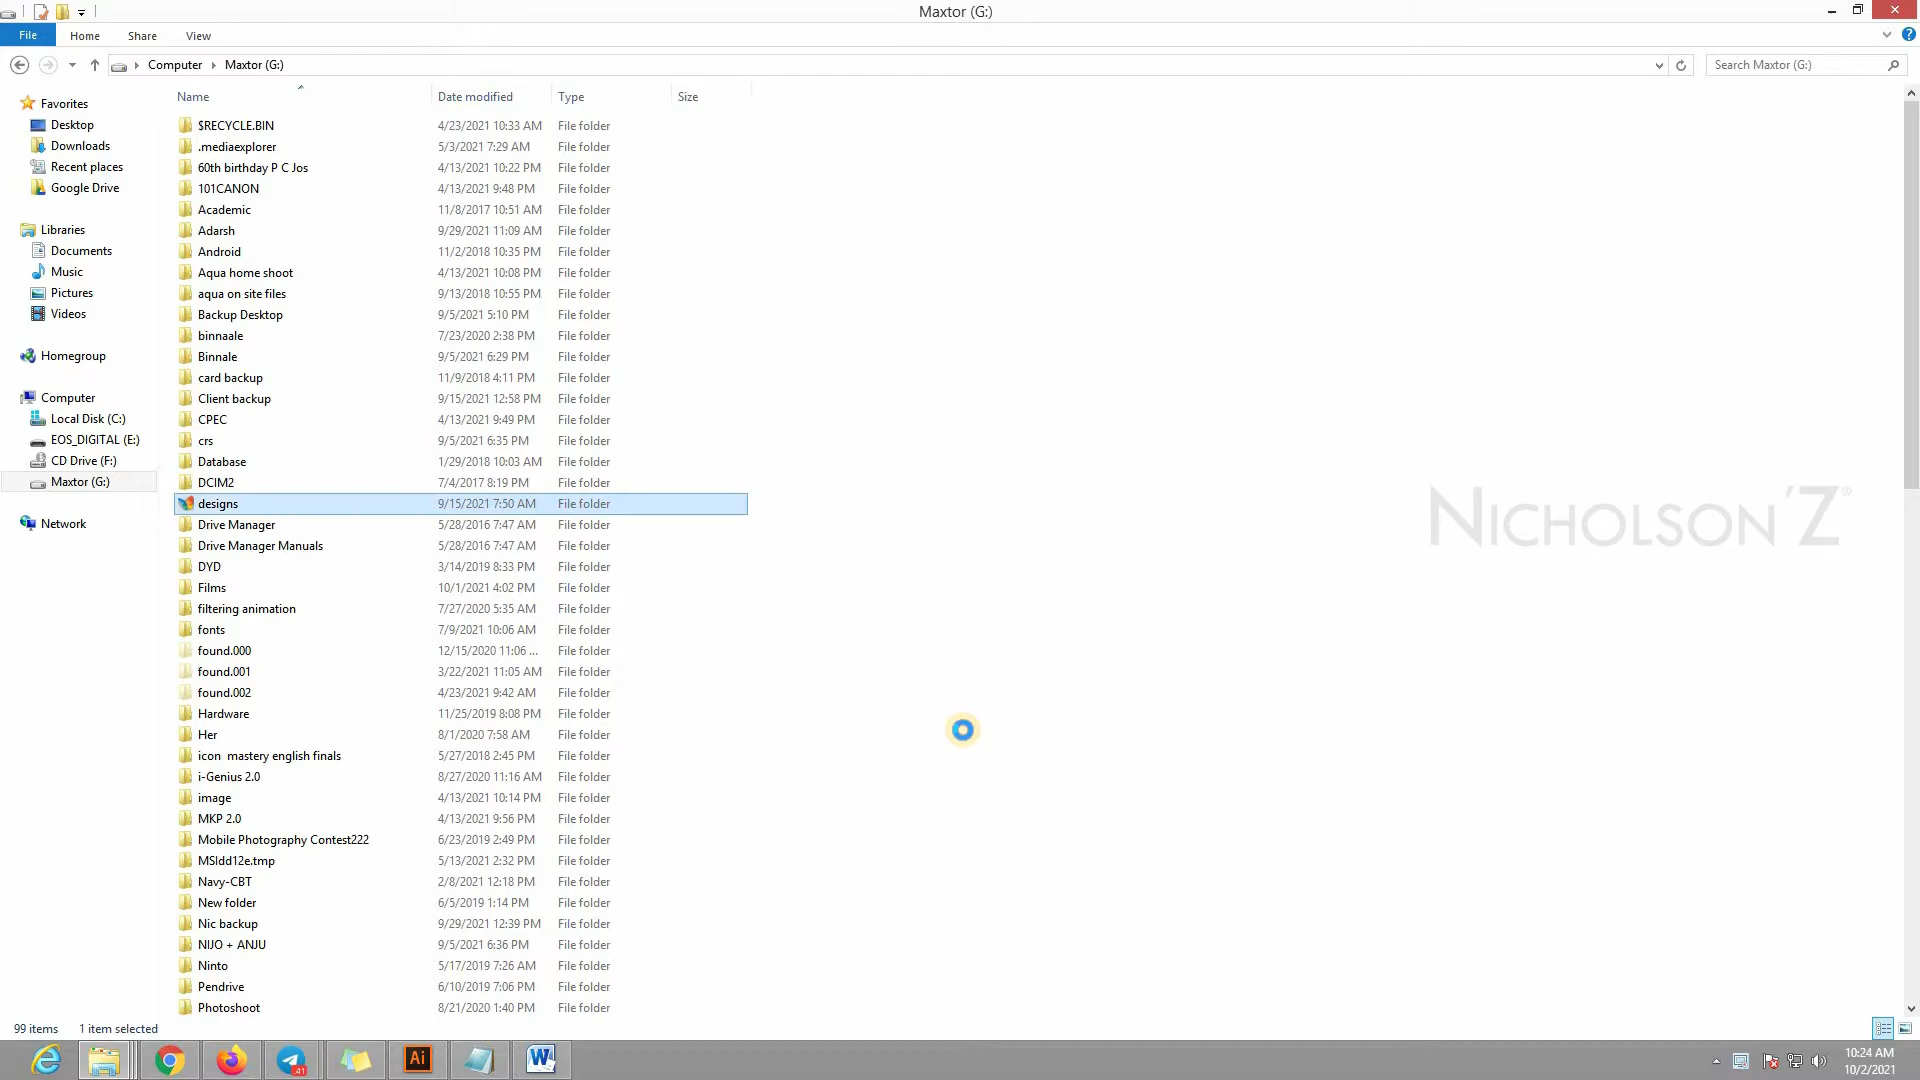 Maxtor (G:)
File Home Share View
Computer Maxtor (G:) Search Maxtor (G:)
Name Date modified Type Size
Favorites
Desktop
Downloads
Recent places
Google Drive
Libraries
Documents
Music
Pictures
Videos
Homegroup
Computer
Local Disk (C:)
EOS_DIGITAL (E:)
CD Drive (F:)
Maxtor (G:)
Network
$RECYCLE.BIN 4/23/2021 10:33 AM File folder
.mediaexplorer 5/3/2021 7:29 AM File folder
60th birthday P C Jos 4/13/2021 10:22 PM File folder
101CANON 4/13/2021 9:48 PM File folder
Academic 11/8/2017 10:51 AM File folder
Adarsh 9/29/2021 11:09 AM File folder
Android 11/2/2018 10:35 PM File folder
Aqua home shoot 4/13/2021 10:08 PM File folder
aqua on site files 9/13/2018 10:55 PM File folder
Backup Desktop 9/5/2021 5:10 PM File folder
binnaale 7/23/2020 2:38 PM File folder
Binnale 9/5/2021 6:29 PM File folder
card backup 11/9/2018 4:11 PM File folder
Client backup 9/15/2021 12:58 PM File folder
CPEC 4/13/2021 9:49 PM File folder
crs 9/5/2021 6:35 PM File folder
Database 1/29/2018 10:03 AM File folder
DCIM2 7/4/2017 8:19 PM File folder
designs 9/15/2021 7:50 AM File folder
Drive Manager 5/28/2016 7:47 AM File folder
Drive Manager Manuals 5/28/2016 7:47 AM File folder
DYD 3/14/2019 8:33 PM File folder
Films 10/1/2021 4:02 PM File folder
filtering animation 7/27/2020 5:35 AM File folder
fonts 7/9/2021 10:06 AM File folder
found.000 12/15/2020 11:06 ... File folder
found.001 3/22/2021 11:05 AM File folder
found.002 4/23/2021 9:42 AM File folder
Hardware 11/25/2019 8:08 PM File folder
Her 8/1/2020 7:58 AM File folder
icon mastery english finals 5/27/2018 2:45 PM File folder
i-Genius 2.0 8/27/2020 11:16 AM File folder
image 4/13/2021 10:14 PM File folder
MKP 2.0 4/13/2021 9:56 PM File folder
Mobile Photography Contest222 6/23/2019 2:49 PM File folder
MSIdd12e.tmp 5/13/2021 2:32 PM File folder
Navy-CBT 2/8/2021 12:18 PM File folder
New folder 6/5/2019 1:14 PM File folder
Nic backup 9/29/2021 12:39 PM File folder
NIJO + ANJU 9/5/2021 6:36 PM File folder
Ninto 5/17/2019 7:26 AM File folder
Pendrive 6/10/2019 7:06 PM File folder
Photoshoot 8/21/2020 1:40 PM File folder
NICHOLSON'Z®
99 items 1 item selected
41
Ai
W
10:24 AM
10/2/2021